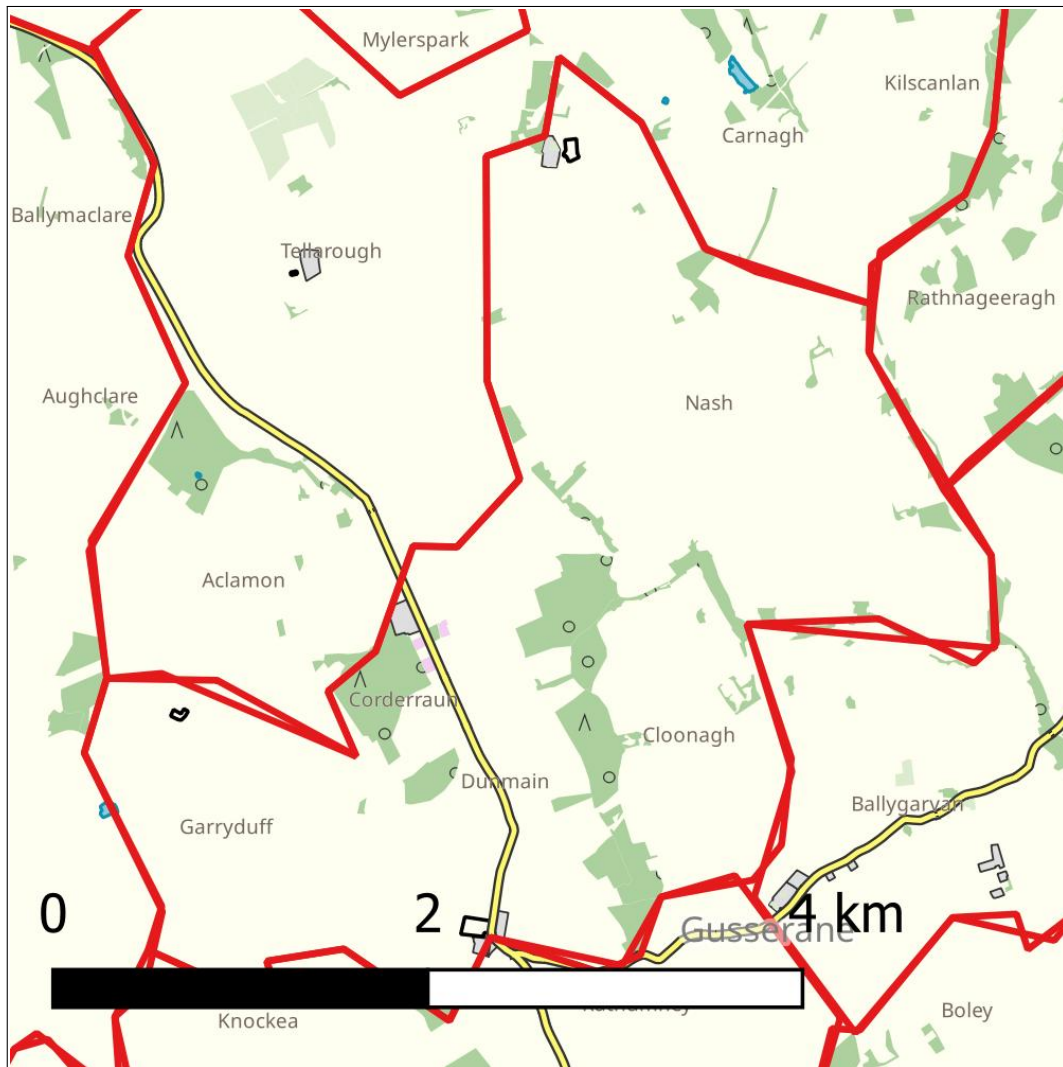 Mylerspark
Kilscanlan
Carnagh
Ballymaclare
Tellarough
Rathnageeragh
Aughclare
Nash
Aclamon
Corderraun
Cloonagh
Dunmain
Ballygarvan
Garryduff
0 2 4 km
Gusserane
Knockea
Boley